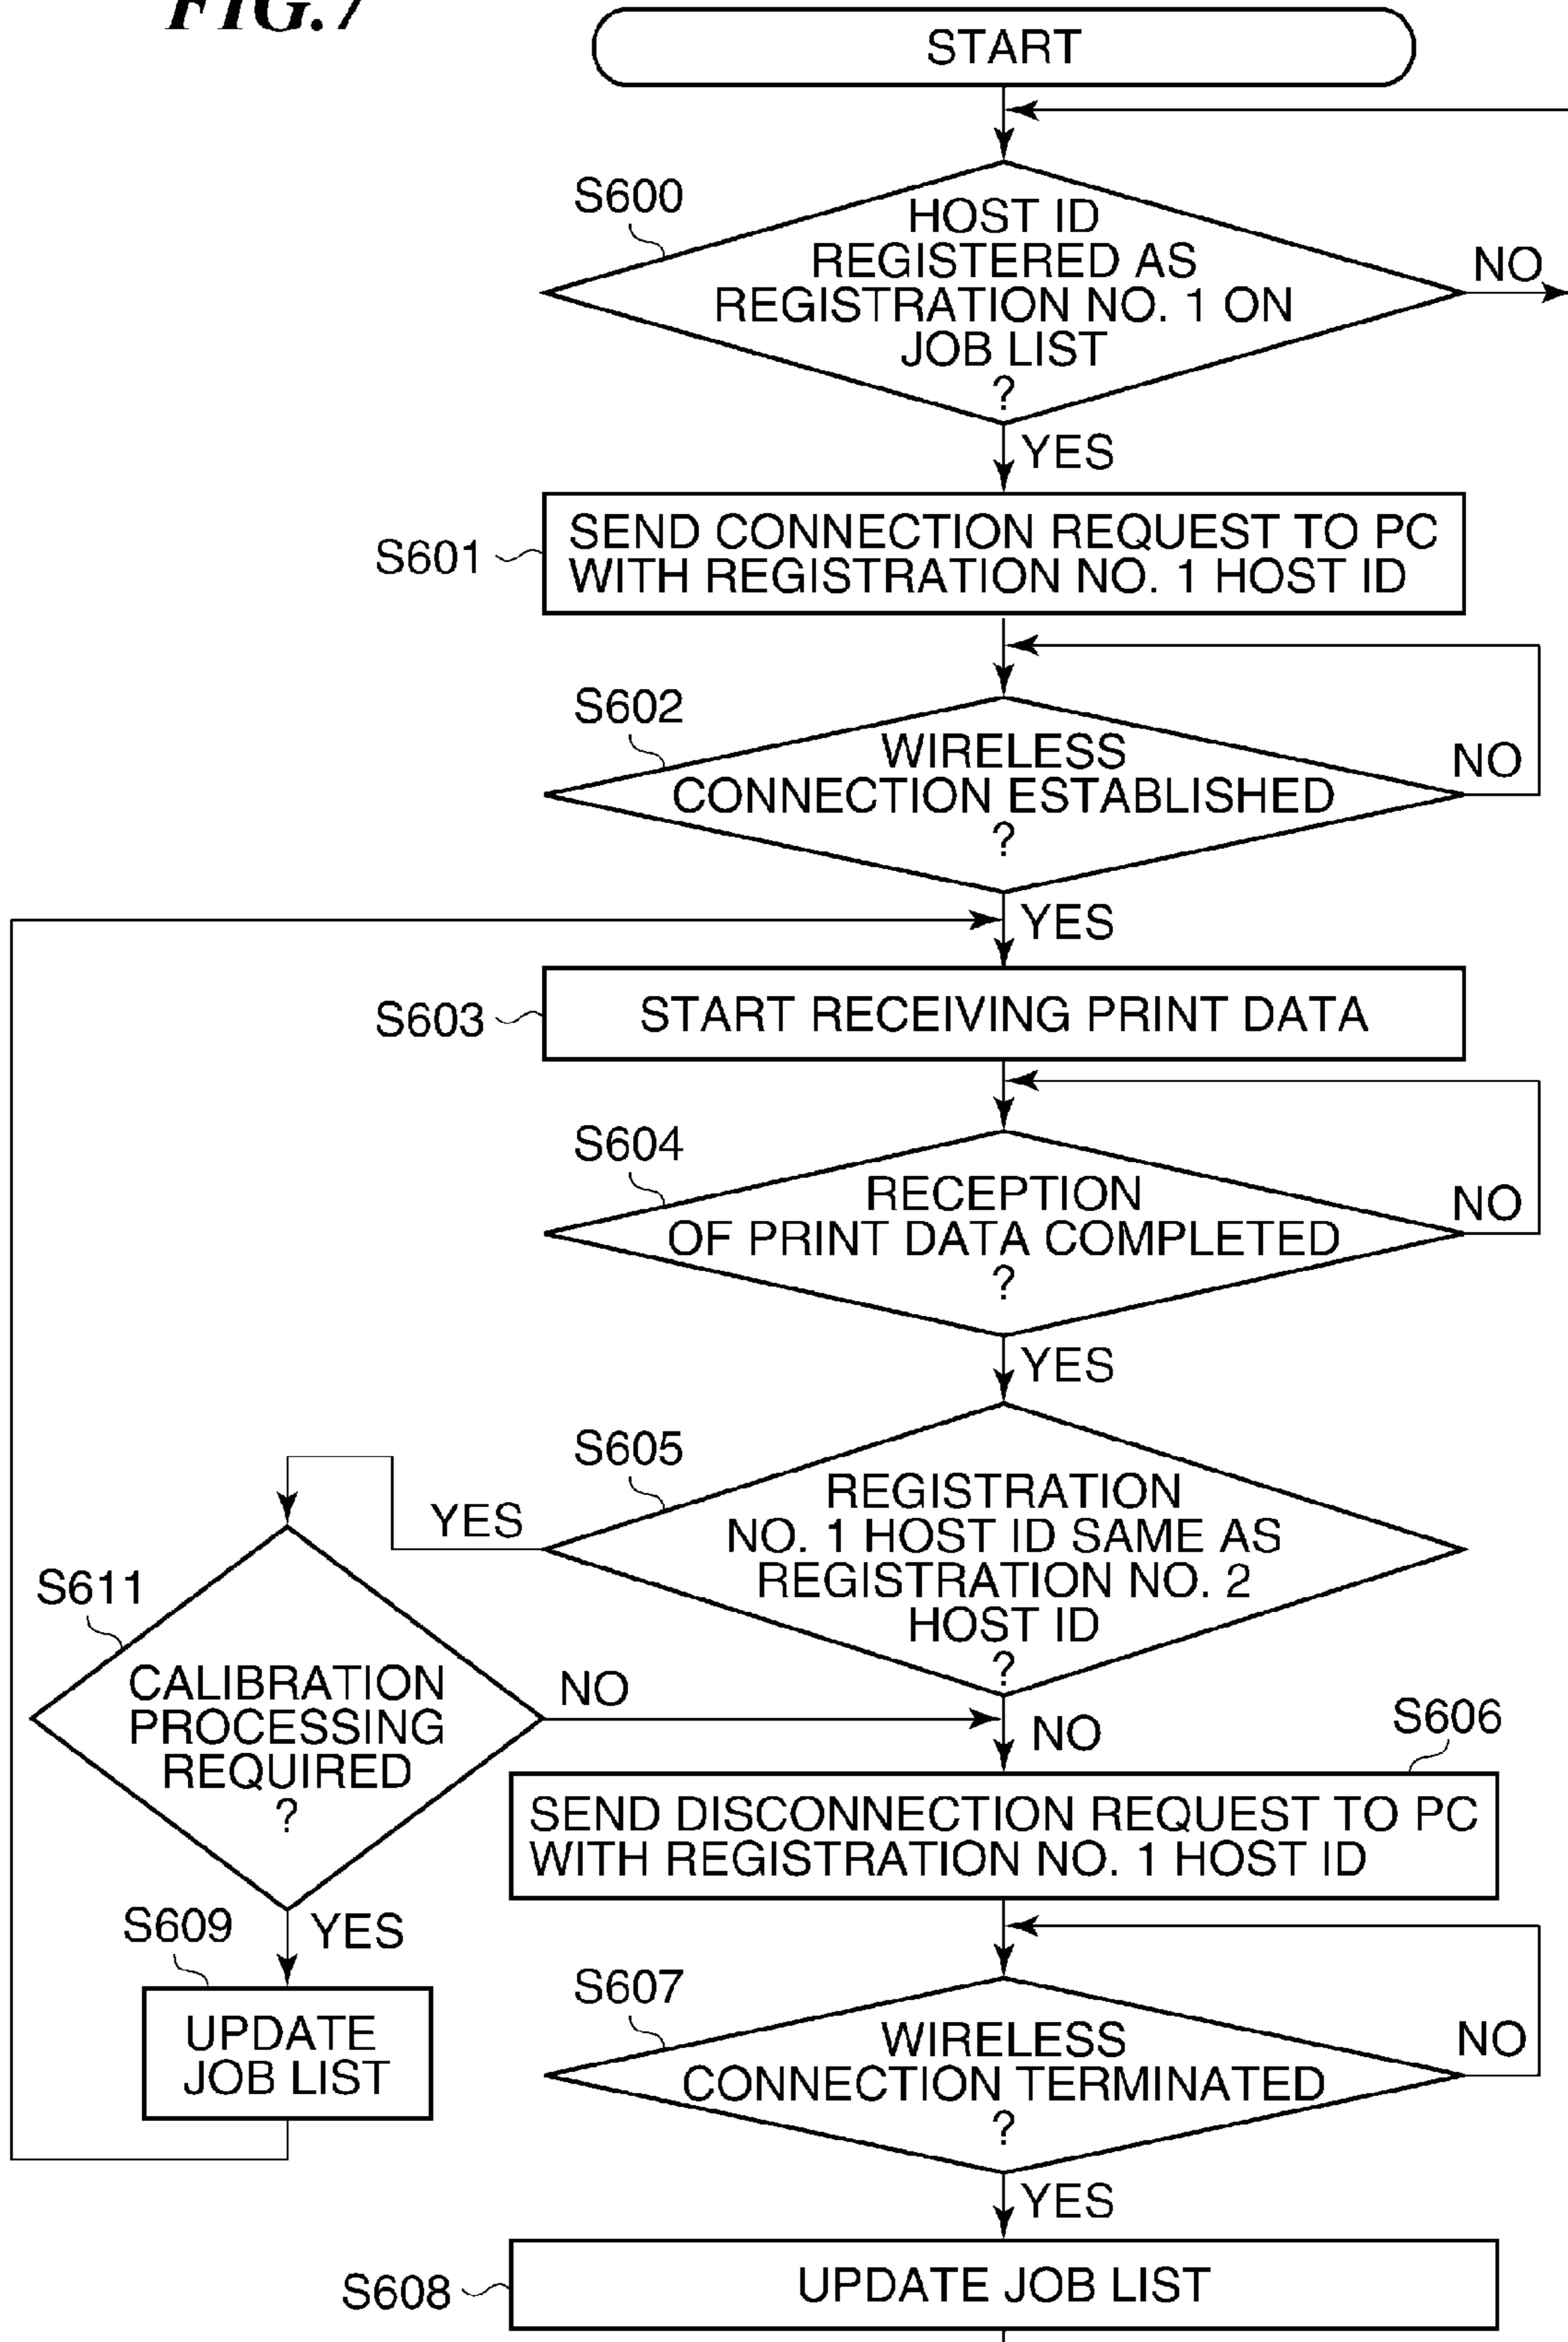 FIG.7
START
S600
HOST ID
REGISTERED AS
REGISTRATION NO. 1 ON
JOB LIST
?
NO
YES
S601
SEND CONNECTION REQUEST TO PC
WITH REGISTRATION NO. 1 HOST ID
S602
WIRELESS
CONNECTION ESTABLISHED
?
NO
YES
S603
START RECEIVING PRINT DATA
S604
RECEPTION
OF PRINT DATA COMPLETED
?
NO
YES
S605
REGISTRATION
NO. 1 HOST ID SAME AS
REGISTRATION NO. 2
HOST ID
?
YES
S611
CALIBRATION
PROCESSING
REQUIRED
?
NO
NO
S606
SEND DISCONNECTION REQUEST TO PC
WITH REGISTRATION NO. 1 HOST ID
YES
S609
UPDATE
JOB LIST
S607
WIRELESS
CONNECTION TERMINATED
?
NO
YES
S608
UPDATE JOB LIST